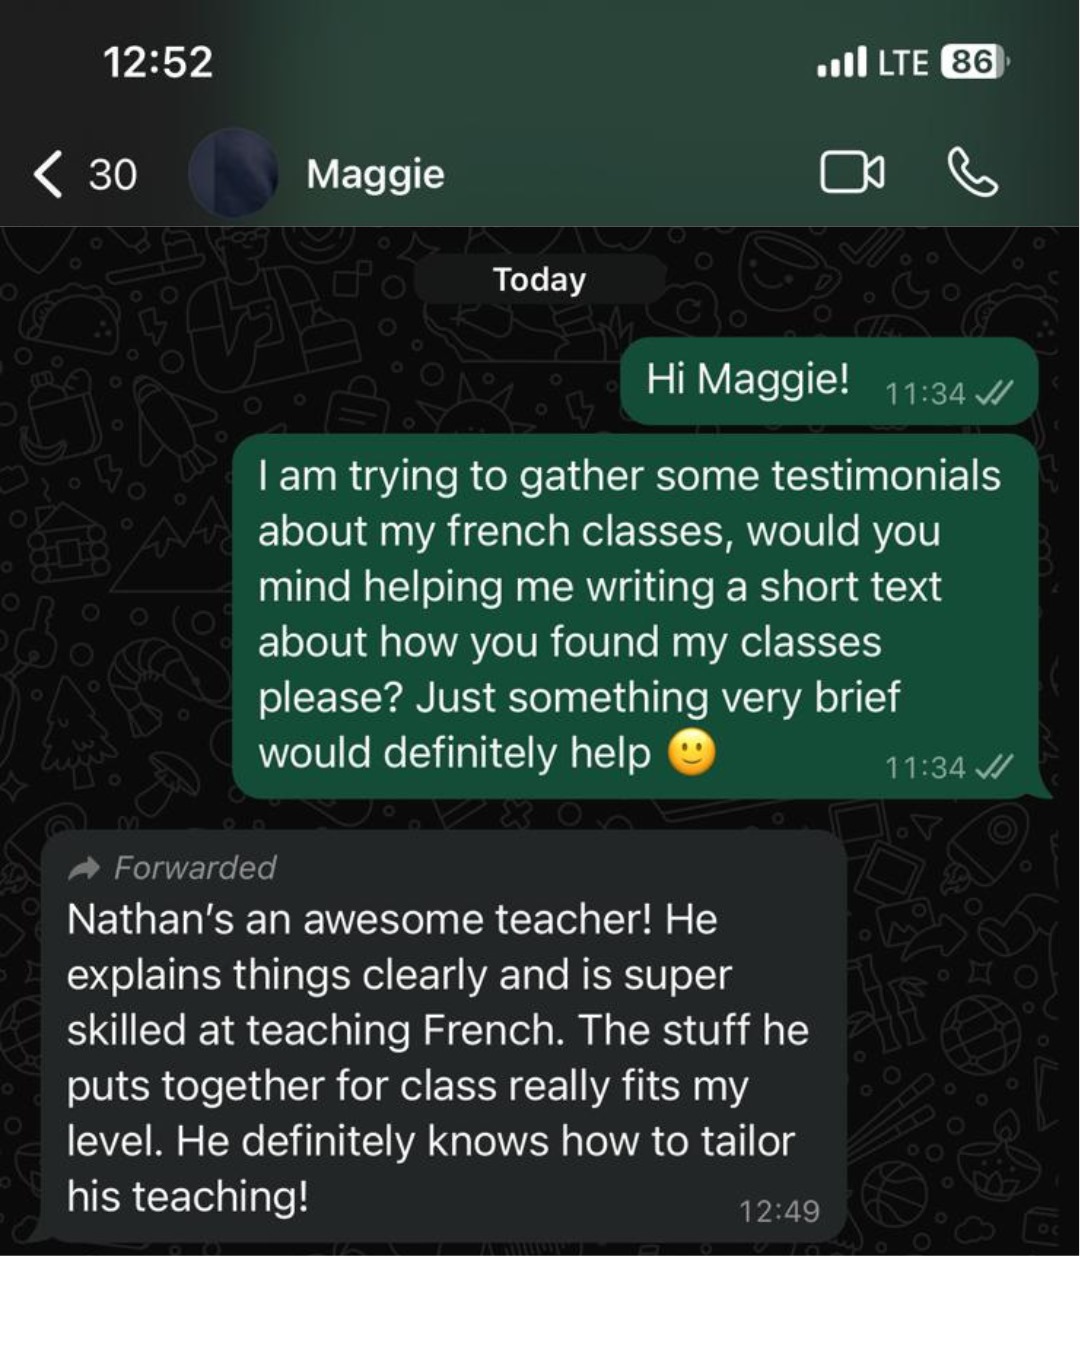 12:52
LTE 86
30 Maggie
Today
Hi Maggie! 11:34
I am trying to gather some testimonials
about my french classes, would you
mind helping me writing a short text
about how you found my classes
please? Just something very brief
would definitely help 🙂 11:34
Forwarded
Nathan’s an awesome teacher! He
explains things clearly and is super
skilled at teaching French. The stuff he
puts together for class really fits my
level. He definitely knows how to tailor
his teaching! 12:49